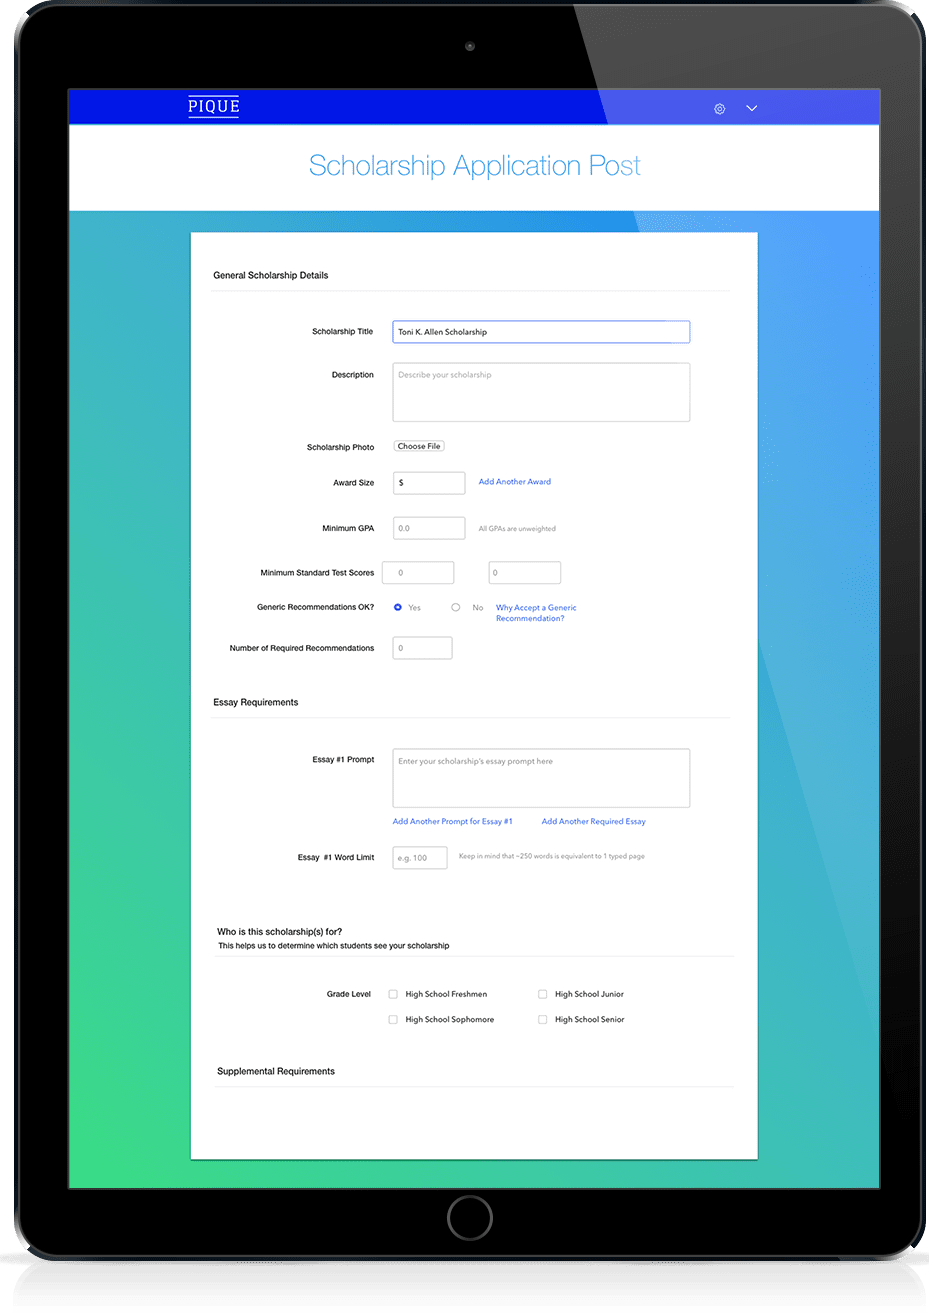 PIQUE
Scholarship Application Post
General Scholarship Details
Scholarship Title
Toni K. Allen Scholarship
Description
Describe your scholarship
Scholarship Photo
Choose File
Award Size
$
Add Another Award
Minimum GPA
0.0
All GPAs are unweighted
Minimum Standard Test Scores
0
0
Generic Recommendations OK?
Yes
No
Why Accept a Generic
Recommendation?
Number of Required Recommendations
0
Essay Requirements
Essay #1 Prompt
Enter your scholarship's essay prompt here
Add Another Prompt for Essay #1
Add Another Required Essay
Essay #1 Word Limit
e.g. 100
Keep in mind that ~250 words is equivalent to 1 typed page
Who is this scholarship(s) for?
This helps us to determine which students see your scholarship
Grade Level
High School Freshmen
High School Junior
High School Sophomore
High School Senior
Supplemental Requirements